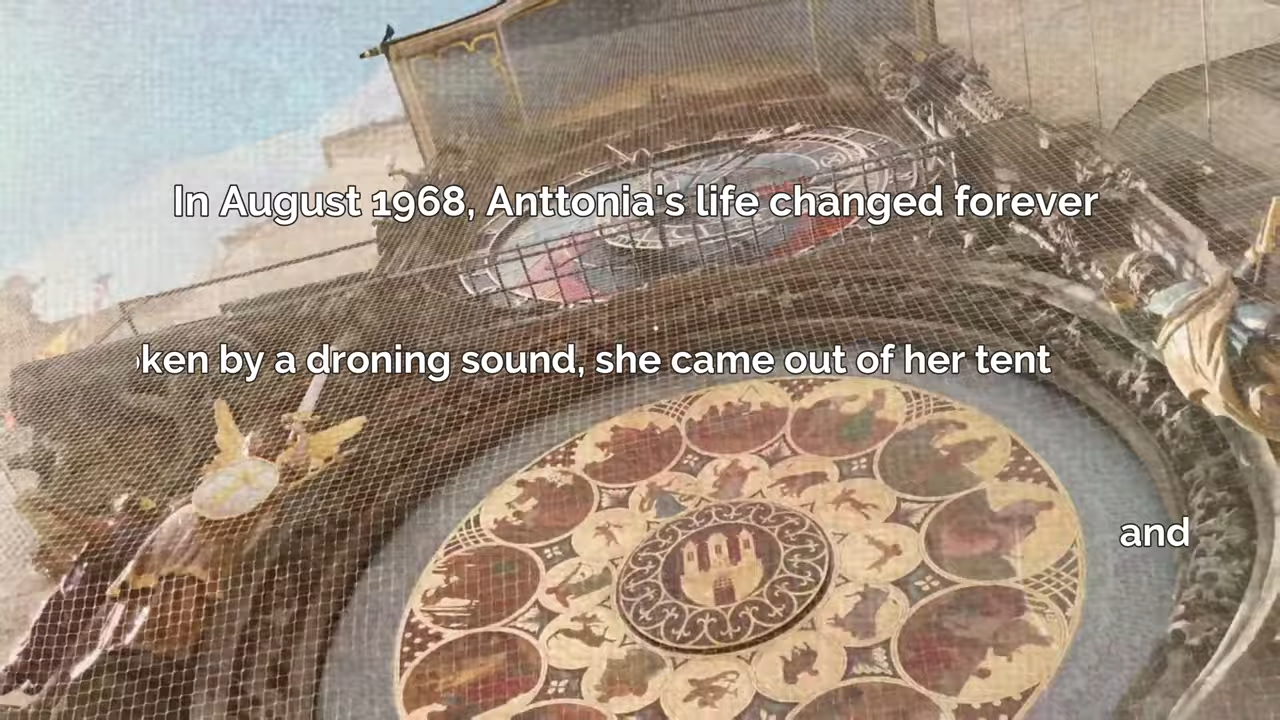 In August 1968, Anttonia's life changed forever
ken by a droning sound, she came out of her tent
and